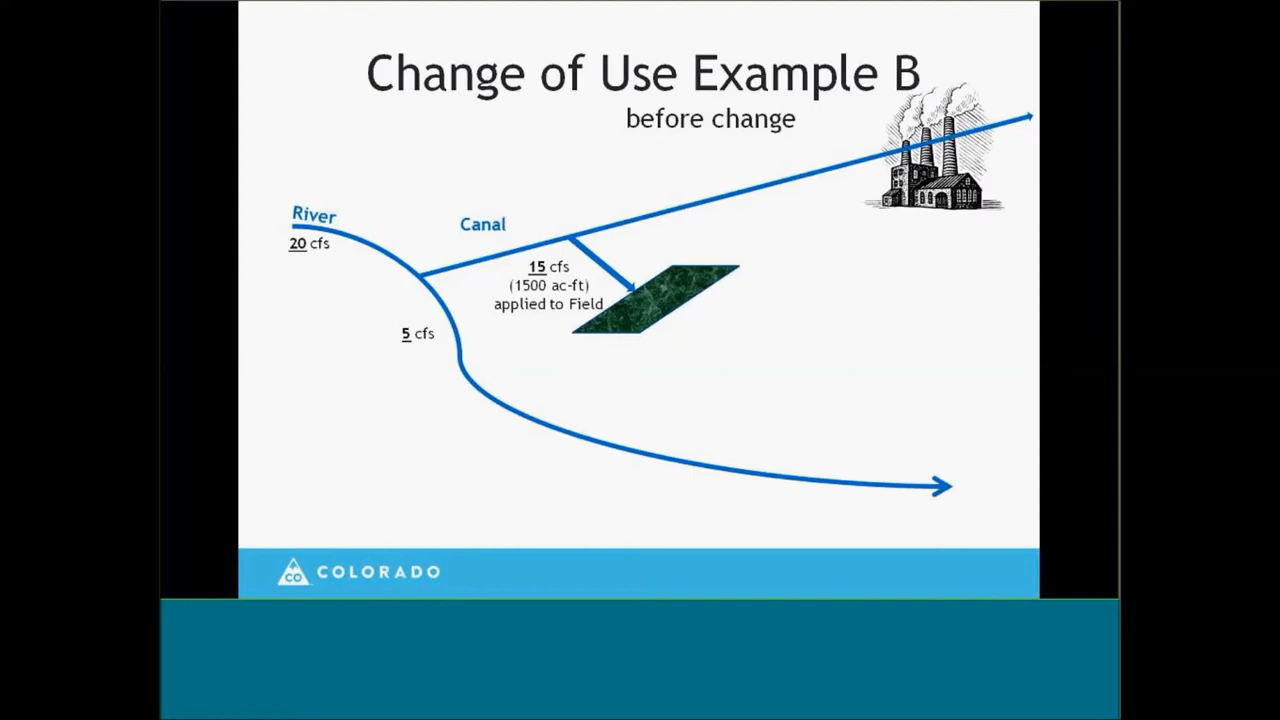 Change of Use Example B
before change
River
20 cfs
Canal
15 cfs
(1500 ac-ft)
applied to Field
5 cfs
CO COLORADO